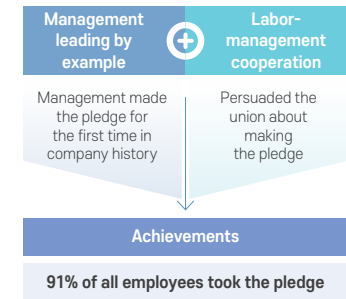 Management
leading by
example
Labor-
management
cooperation
Management made
the pledge for
the first time in
company history
Persuaded the
union about
making
the pledge
Achievements
91% of all employees took the pledge